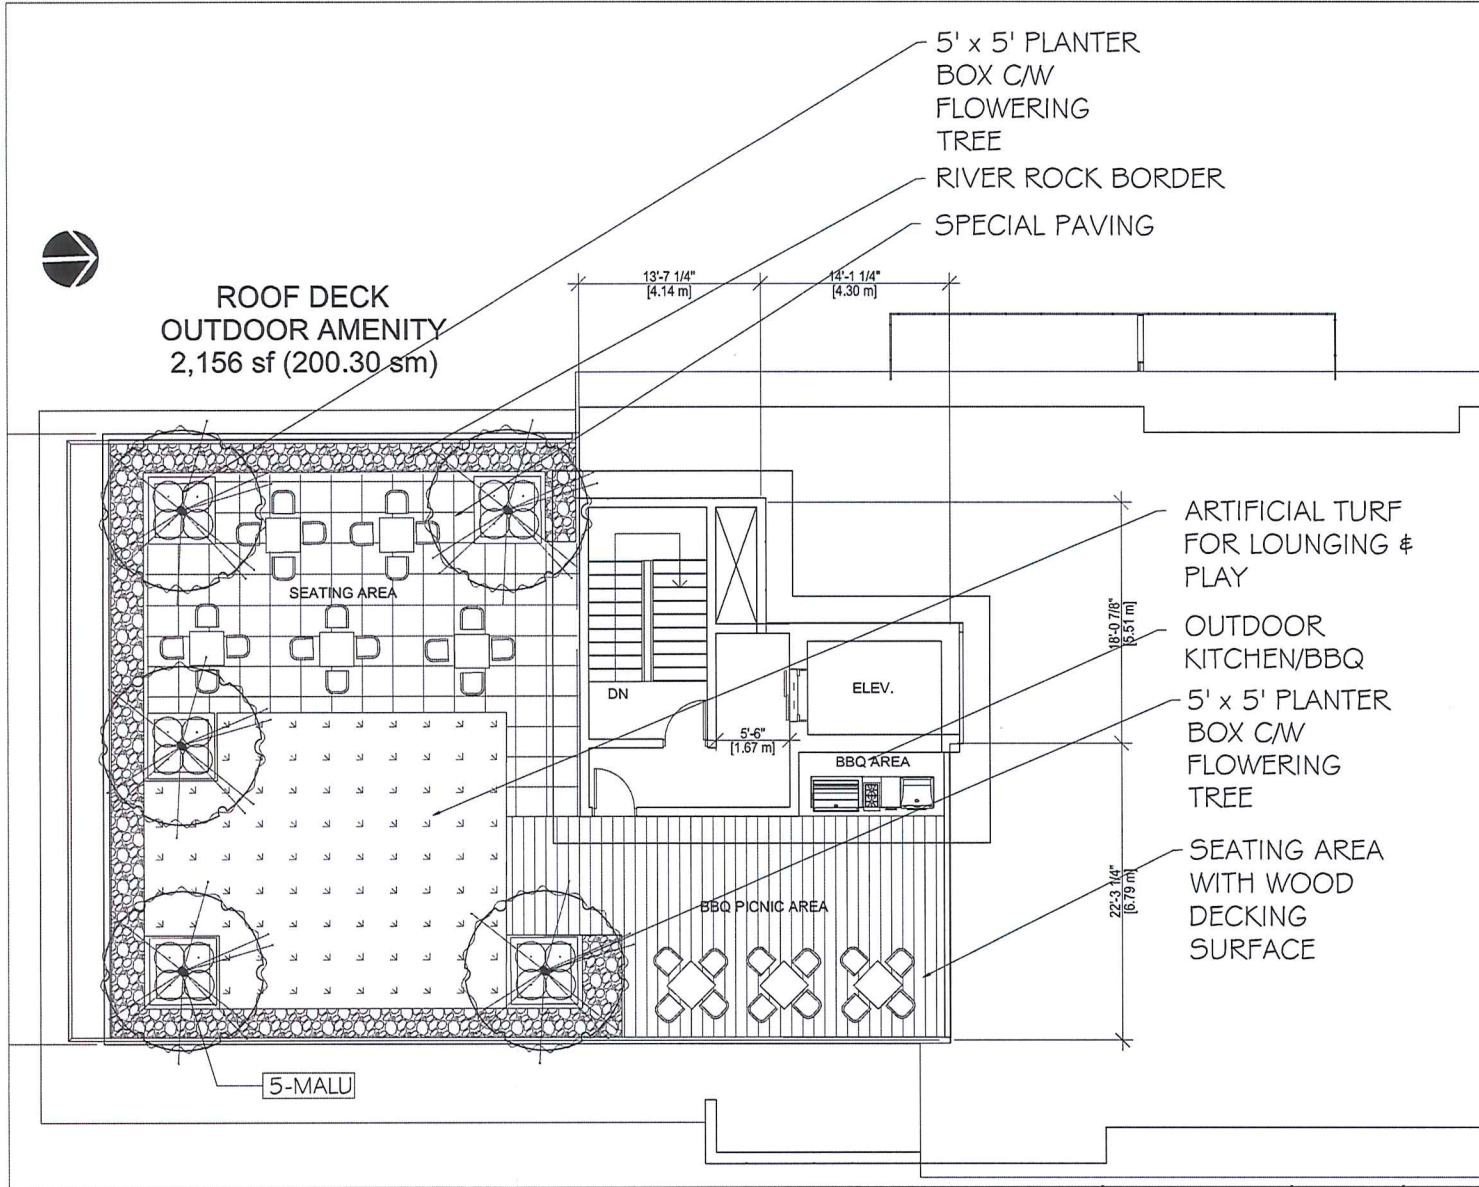 5' x 5' PLANTER
BOX C/W
FLOWERING
TREE
RIVER ROCK BORDER
SPECIAL PAVING
13'-7 1/4"
[4.14 m]
14'-1 1/4"
[4.30 m]
ROOF DECK
OUTDOOR AMENITY
2,156 sf (200.30 sm)
ARTIFICIAL TURF
FOR LOUNGING &
PLAY
SEATING AREA
18'-0 7/8"
[5.51 m]
OUTDOOR
KITCHEN/BBQ
DN
ELEV.
5'-6"
[1.67 m]
BBQ AREA
5' x 5' PLANTER
BOX C/W
FLOWERING
TREE
SEATING AREA
WITH WOOD
DECKING
SURFACE
22'-3 1/4"
[6.79 m]
BBQ PICNIC AREA
5-MALU